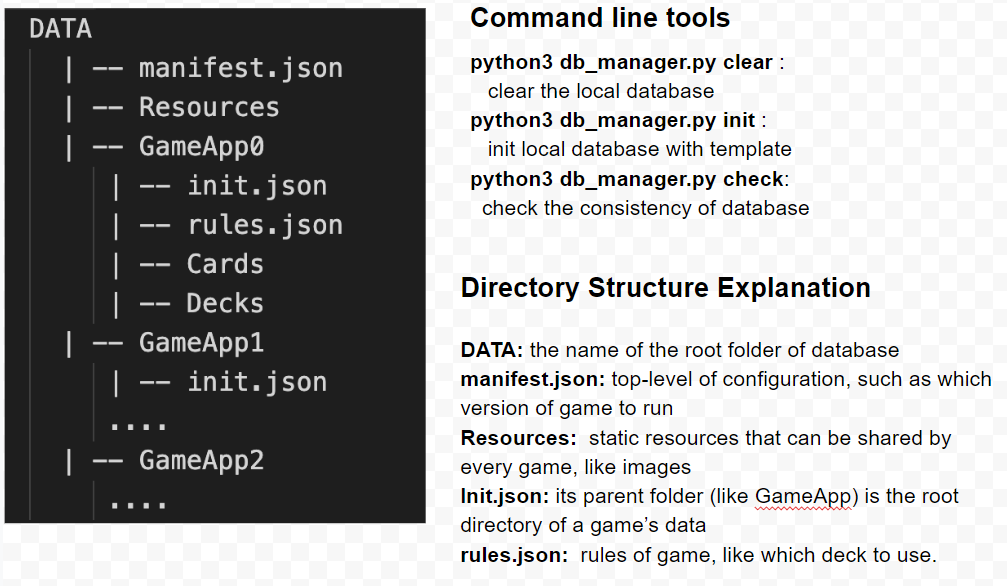 DATA
| -- manifest.json
| -- Resources
| -- GameApp0
| -- init.json
| -- rules.json
| -- Cards
| -- Decks
| -- GameApp1
| -- init.json
....
| -- GameApp2
....
Command line tools
python3 db_manager.py clear :
clear the local database
python3 db_manager.py init :
init local database with template
python3 db_manager.py check:
check the consistency of database
Directory Structure Explanation
DATA: the name of the root folder of database
manifest.json: top-level of configuration, such as which
version of game to run
Resources: static resources that can be shared by
every game, like images
Init.json: its parent folder (like GameApp) is the root
directory of a game's data
rules.json: rules of game, like which deck to use.